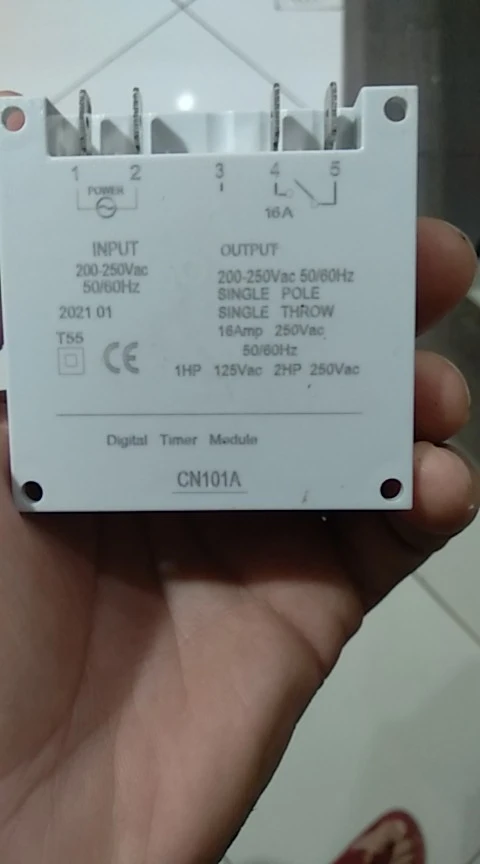 1 2 3 4 5
POWER
16A
INPUT
200-250Vac
50/60Hz
2021 01
T55
CE
OUTPUT
200-250Vac 50/60Hz
SINGLE POLE
SINGLE THROW
16Amp 250Vac
50/60Hz
1HP 125Vac 2HP 250Vac
Digital Timer Module
CN101A